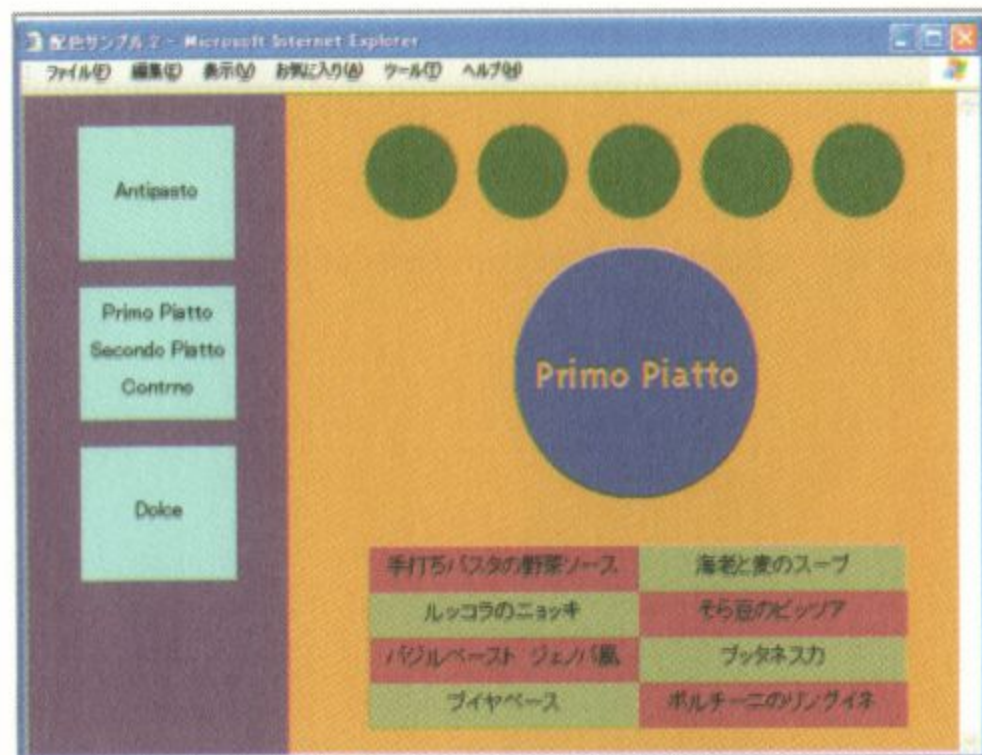 配色サンプル 2 - Microsoft Internet Explorer
ファイル(F) 編集(E) 表示(V) お気に入り(A) ツール(T) ヘルプ(H)
Antipasto
Primo Piatto
Secondo Piatto
Contrno
Dolce
Primo Piatto
手打ちパスタの野菜ソース 海老と麦のスープ
ルッコラのニョッキ そら豆のピッツア
バジルペースト ジェノバ風 プッタネスカ
ブイヤベース ポルチーニのリングイネ